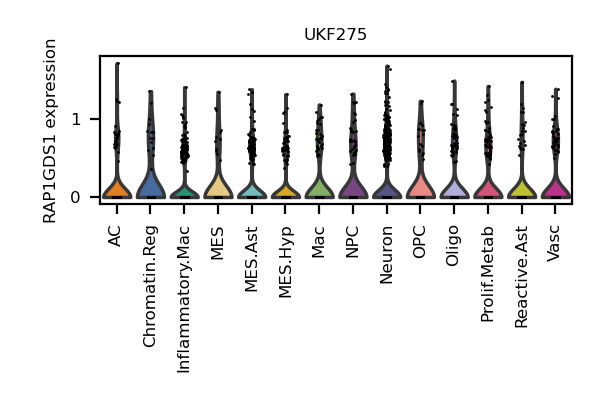 UKF275
RAP1GDS1 expression
1
0
AC
Chromatin.Reg
Inflammatory.Mac
MES
MES.Ast
MES.Hyp
Mac
NPC
Neuron
OPC
Oligo
Prolif.Metab
Reactive.Ast
Vasc